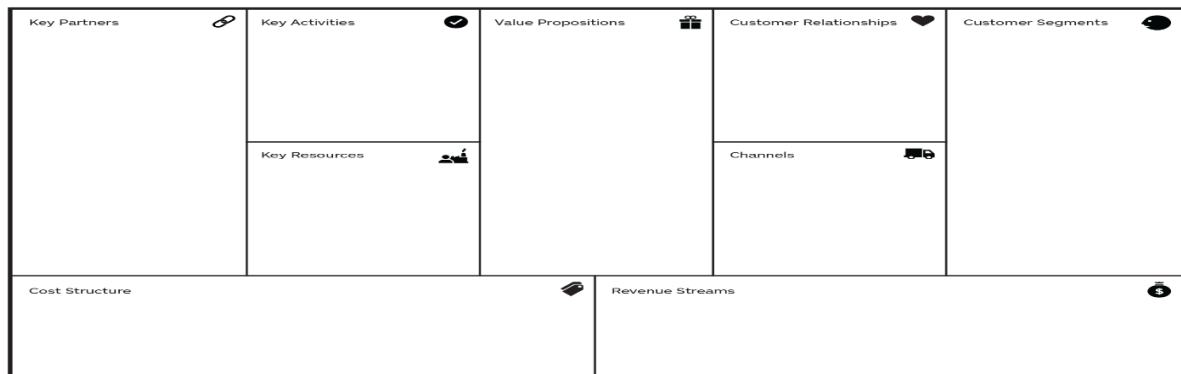 Key Partners
Key Activities
Value Propositions
Customer Relationships
Customer Segments
Key Resources
Channels
Cost Structure
Revenue Streams
$